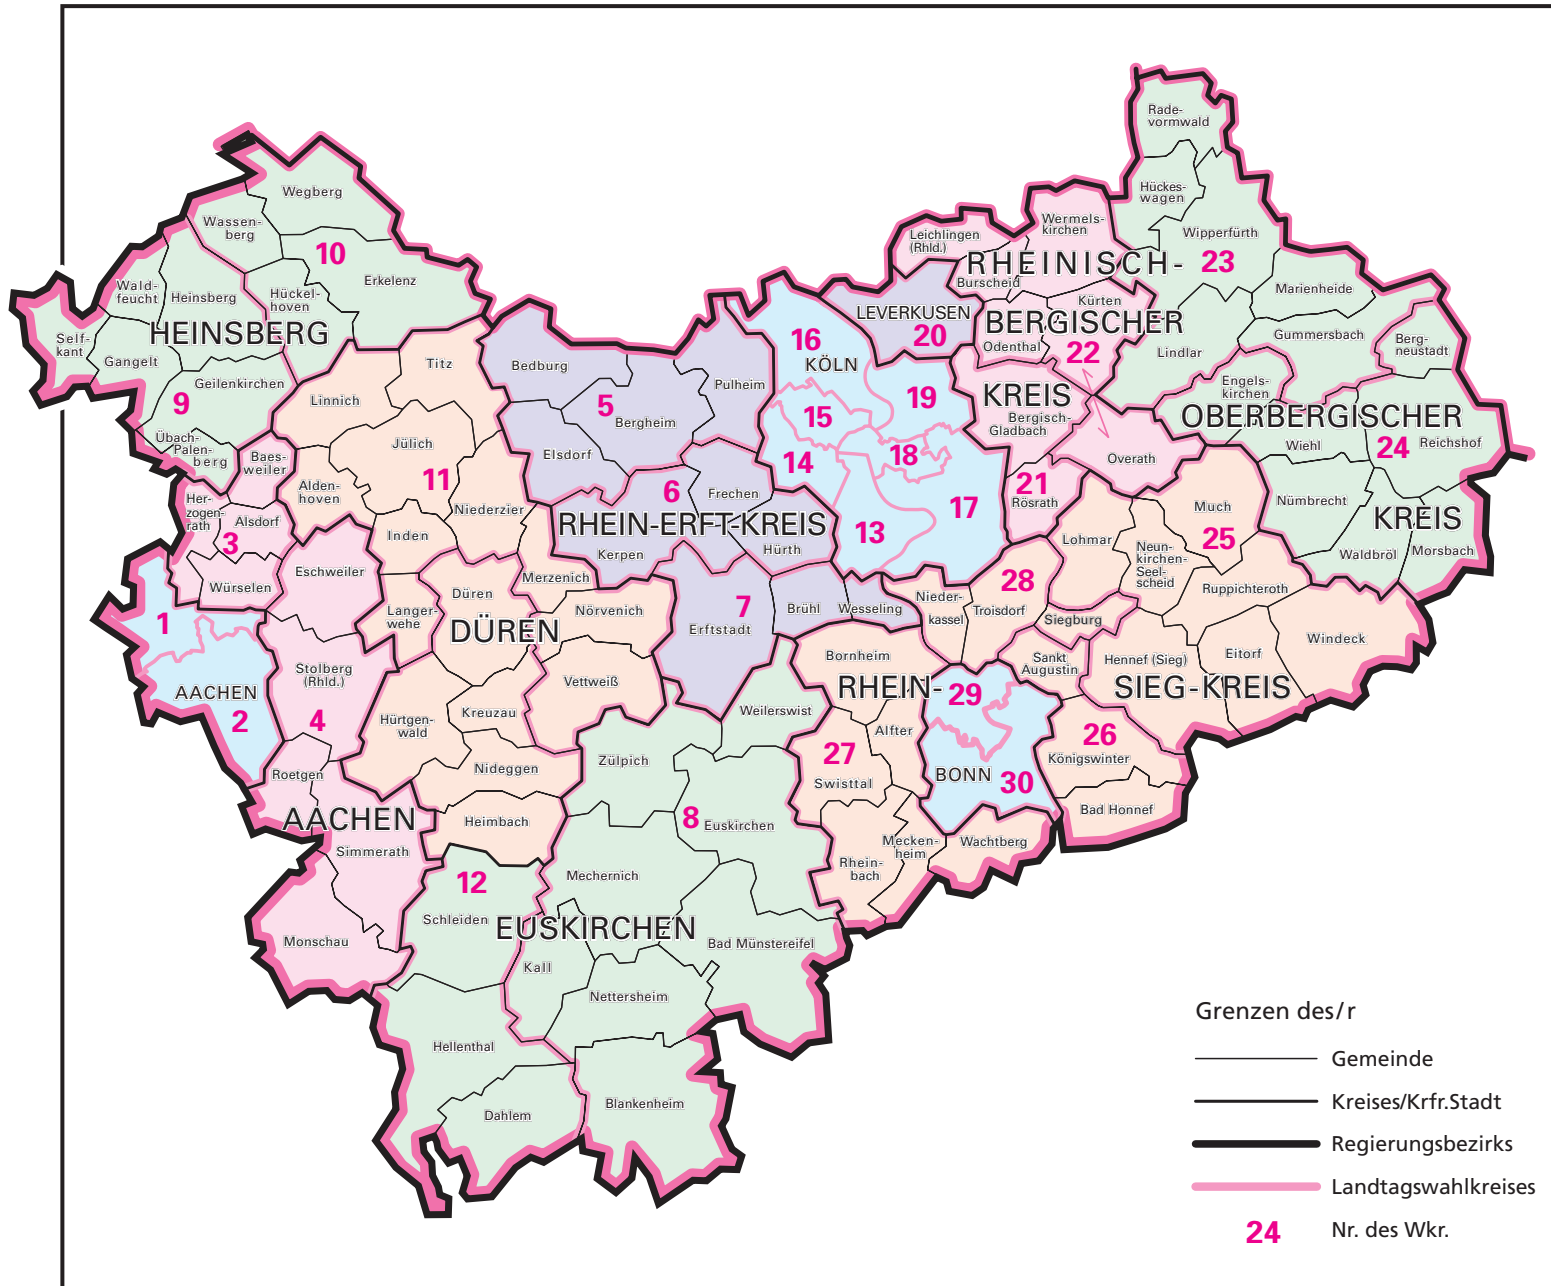 Rade-
vormwald
Hückes-
wagen
Wermels-
kirchen
Wipperfürth
Leichlingen
(Rhld.)
RHEINISCH-
23
Burscheid
Marienheide
Kürten
LEVERKUSEN
20
BERGISCHER
Odenthal
22
Lindlar
Gummersbach
Berg-
neustadt
KREIS
Bergisch-
Gladbach
Engels-
kirchen
OBERBERGISCHER
Wiehl
24
Reichshof
Overath
21
Rösrath
Nümbrecht
KREIS
Waldbröl
Morsbach
Wegberg
Wassen-
berg
10
Erkelenz
Wald-
feucht
Heinsberg
Hückel-
hoven
HEINSBERG
Self-
kant
Gangelt
Geilenkirchen
9
Übach-
Palen-
berg
Titz
Linnich
Jülich
11
Alden-
hoven
Niederzier
Inden
Merzenich
Düren
Langer-
wehe
Nörvenich
DÜREN
Vettweiß
Kreuzau
Hürtgen-
wald
Nideggen
Heimbach
Baes-
weiler
Her-
zogen-
rath
Alsdorf
3
Würselen
Eschweiler
1
AACHEN
2
Stolberg
(Rhld.)
4
Roetgen
AACHEN
Simmerath
Monschau
Bedburg
5
Bergheim
Pulheim
Elsdorf
6
Frechen
RHEIN-ERFT-KREIS
Kerpen
Hürth
7
Erftstadt
Brühl
Wesseling
16
KÖLN
19
15
14
18
17
13
Much
25
Lohmar
Neun-
kirchen-
Seel-
scheid
Ruppichteroth
28
Nieder-
kassel
Troisdorf
Siegburg
Windeck
Eitorf
Hennef (Sieg)
Sankt
Augustin
Bornheim
RHEIN-
SIEG-KREIS
29
Alfter
27
Swisttal
BONN
30
26
Königswinter
Bad Honnef
Wachtberg
Mecken-
heim
Rhein-
bach
Weilerswist
Zülpich
8
Euskirchen
Mechernich
12
Schleiden
EUSKIRCHEN
Bad Münstereifel
Kall
Nettersheim
Hellenthal
Dahlem
Blankenheim
Grenzen des/r
Gemeinde
Kreises/Krfr.Stadt
Regierungsbezirks
Landtagswahlkreises
24 Nr. des Wkr.